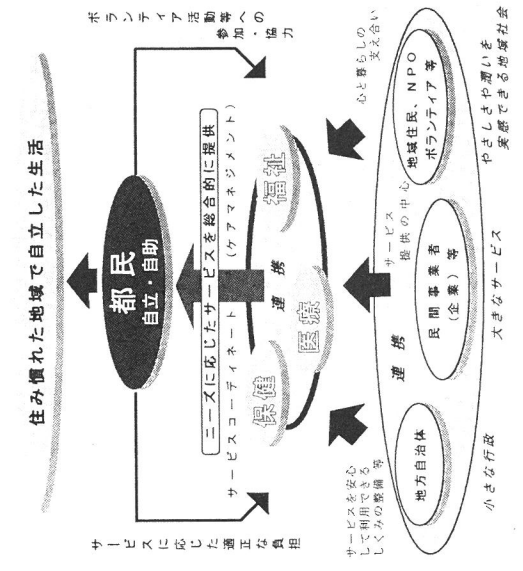 住み慣れた地域で自立した生活
都民
自立・自助
ボランティア活動等への
参加・協力
サービスに応じた適正な負担
ニーズに応じたサービスを総合的に提供
サービスコーディネート(ケアマネジメント)
保健
医療
福祉
連携
サービスを安心
して利用できる
しくみの整備 等
サービス
提供の中心
心と暮らしの
支え合い
連携
地方自治体
民間事業者
(企業)等
地域住民、NPO
ボランティア等
小さな行政
大きなサービス
やさしさや潤いを
実感できる地域社会